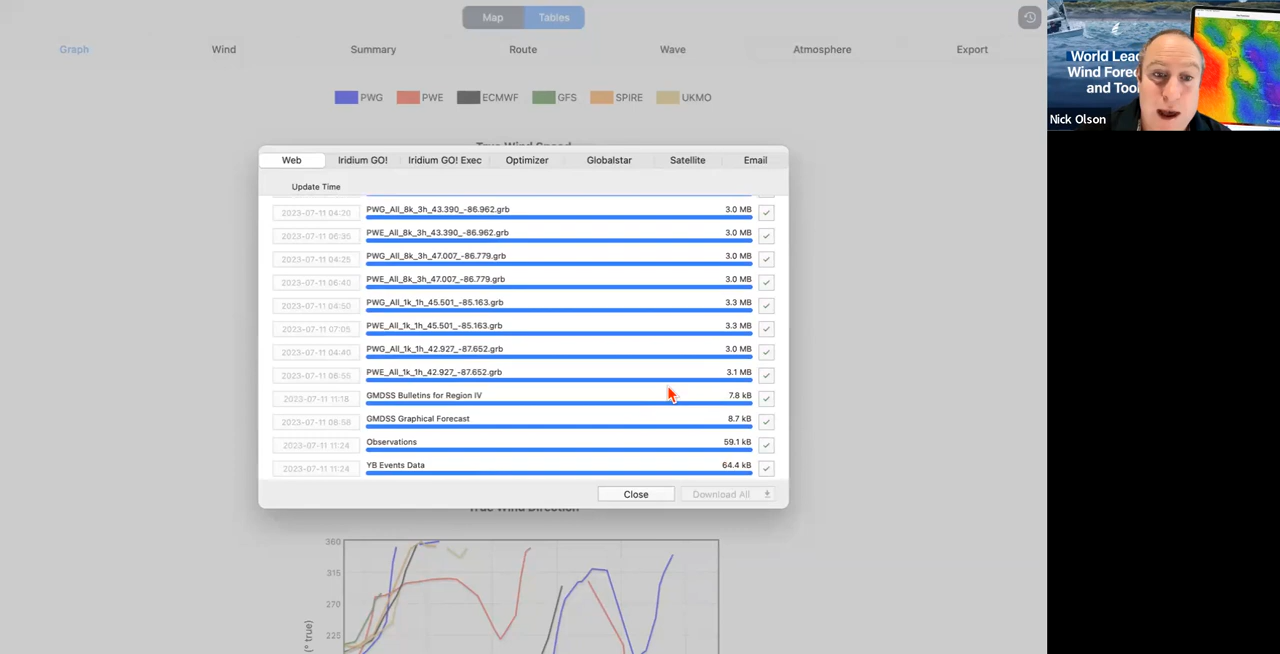 Map Tables
Graph Wind Summary Route Wave Atmosphere Export
PWG PWE ECMWF GFS SPIRE UKMO
Web Iridium GO! Iridium GO! Exec Optimizer Globalstar Satellite Email
Update Time
2023-07-11 04:20 PWG_All_8k_3h_43.390_-86.962.grb 3.0 MB
2023-07-11 06:35 PWE_All_8k_3h_43.390_-86.962.grb 3.0 MB
2023-07-11 04:25 PWG_All_8k_3h_47.007_-86.779.grb 3.0 MB
2023-07-11 06:40 PWE_All_8k_3h_47.007_-86.779.grb 3.0 MB
2023-07-11 04:50 PWG_All_1k_1h_45.501_-85.163.grb 3.3 MB
2023-07-11 07:05 PWE_All_1k_1h_45.501_-85.163.grb 3.3 MB
2023-07-11 04:40 PWG_All_1k_1h_42.927_-87.652.grb 3.0 MB
2023-07-11 06:55 PWE_All_1k_1h_42.927_-87.652.grb 3.1 MB
2023-07-11 11:18 GMDSS Bulletins for Region IV 7.8 kB
2023-07-11 08:58 GMDSS Graphical Forecast 8.7 kB
2023-07-11 11:24 Observations 59.1 kB
2023-07-11 11:24 YB Events Data 64.4 kB
Close Download All
True Wind Direction
360
315
270
225
(° true)
World Lea
Wind Fore
and Too
Nick Olson